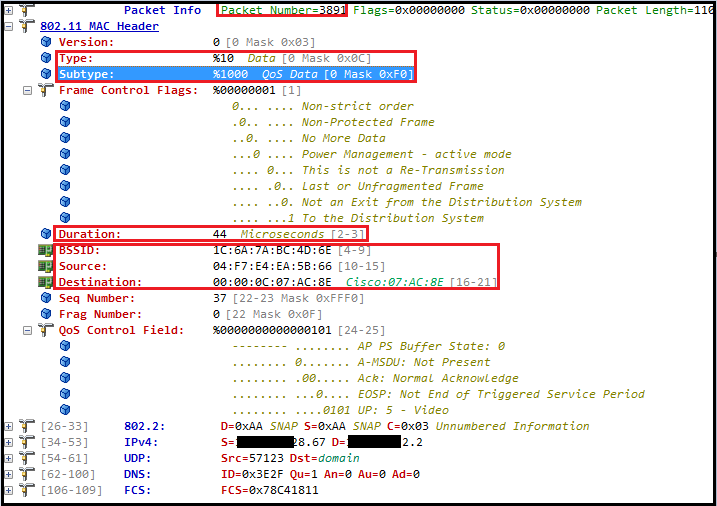 Packet Info Packet Number=3891 Flags=0x00000000 Status=0x00000000 Packet Length=110
802.11 MAC Header
Version: 0 [0 Mask 0x03]
Type: %10 Data [0 Mask 0x0C]
Subtype: %1000 QoS Data [0 Mask 0xF0]
Frame Control Flags: %00000001 [1]
0... .... Non-strict order
.0.. .... Non-Protected Frame
..0. .... No More Data
...0 .... Power Management - active mode
.... 0... This is not a Re-Transmission
.... .0.. Last or Unfragmented Frame
.... ..0. Not an Exit from the Distribution System
.... ...1 To the Distribution System
Duration: 44 Microseconds [2-3]
BSSID: 1C:6A:7A:BC:4D:6E [4-9]
Source: 04:F7:E4:EA:5B:66 [10-15]
Destination: 00:00:0C:07:AC:8E Cisco:07:AC:8E [16-21]
Seq Number: 37 [22-23 Mask 0xFFF0]
Frag Number: 0 [22 Mask 0x0F]
QoS Control Field: %0000000000000101 [24-25]
-------- ........ AP PS Buffer State: 0
........ 0....... A-MSDU: Not Present
........ .00..... Ack: Normal Acknowledge
........ ...0.... EOSP: Not End of Triggered Service Period
........ ....0101 UP: 5 - Video
[26-33] 802.2: D=0xAA SNAP S=0xAA SNAP C=0x03 Unnumbered Information
[34-53] IPv4: S=1 28.67 D=1 2.2
[54-61] UDP: Src=57123 Dst=domain
[62-100] DNS: ID=0x3E2F Qu=1 An=0 Au=0 Ad=0
[106-109] FCS: FCS=0x78C41811